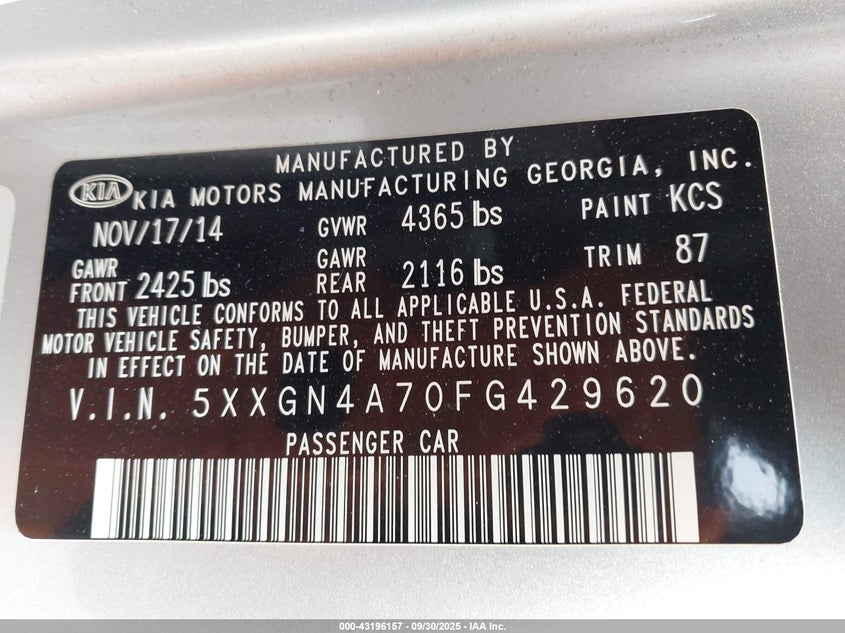 MANUFACTURED BY
KIA KIA MOTORS MANUFACTURING GEORGIA, INC.
NOV/17/14 GVWR 4365 lbs PAINT KCS
GAWR FRONT 2425 lbs GAWR REAR 2116 lbs TRIM 87
THIS VEHICLE CONFORMS TO ALL APPLICABLE U.S.A. FEDERAL
MOTOR VEHICLE SAFETY, BUMPER, AND THEFT PREVENTION STANDARDS
IN EFFECT ON THE DATE OF MANUFACTURE SHOWN ABOVE.
V.I.N. 5XXGN4A70FG429620
PASSENGER CAR
000-43196157 - 09/30/2025 - IAA Inc.